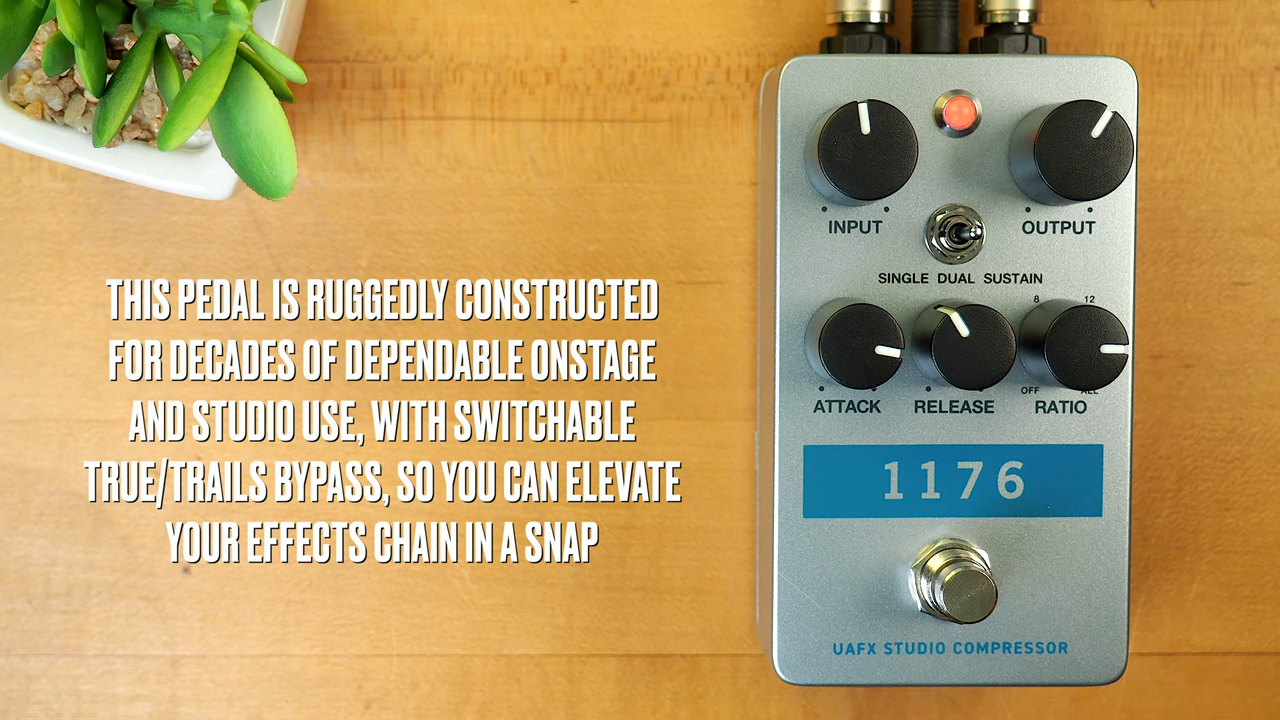 THIS PEDAL IS RUGGEDLY CONSTRUCTED
FOR DECADES OF DEPENDABLE ONSTAGE
AND STUDIO USE, WITH SWITCHABLE
TRUE/TRAILS BYPASS, SO YOU CAN ELEVATE
YOUR EFFECTS CHAIN IN A SNAP
INPUT OUTPUT
SINGLE DUAL SUSTAIN
8 12
OFF ALL
ATTACK RELEASE RATIO
1176
UAFX STUDIO COMPRESSOR